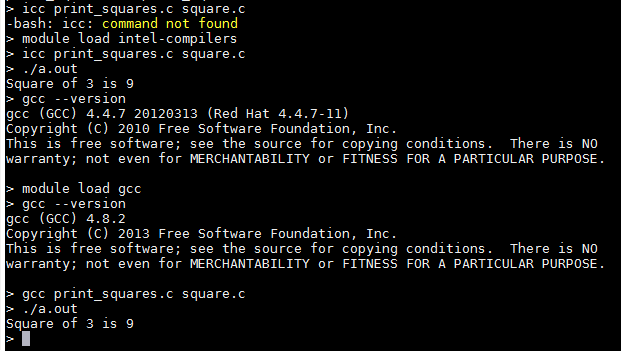 > icc print_squares.c square.c
-bash: icc: command not found
> module load intel-compilers
> icc print_squares.c square.c
> ./a.out
Square of 3 is 9
> gcc --version
gcc (GCC) 4.4.7 20120313 (Red Hat 4.4.7-11)
Copyright (C) 2010 Free Software Foundation, Inc.
This is free software; see the source for copying conditions.  There is NO
warranty; not even for MERCHANTABILITY or FITNESS FOR A PARTICULAR PURPOSE.

> module load gcc
> gcc --version
gcc (GCC) 4.8.2
Copyright (C) 2013 Free Software Foundation, Inc.
This is free software; see the source for copying conditions.  There is NO
warranty; not even for MERCHANTABILITY or FITNESS FOR A PARTICULAR PURPOSE.

> gcc print_squares.c square.c
> ./a.out
Square of 3 is 9
>